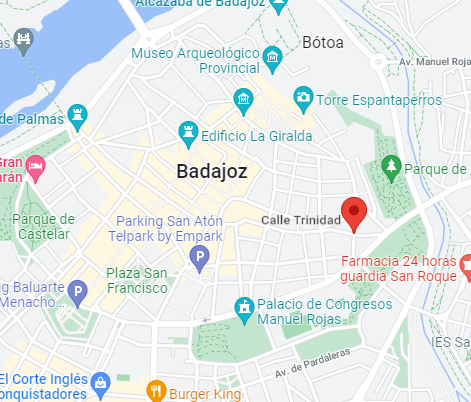 Alcazaba de Badajoz
Bótoa
Museo Arqueológico
Provincial
Av. Manuel Roja
Torre Espantaperros
de Palmas
Edificio La Giralda
Gran
arán
Badajoz
Parque de
Parque de
Castelar
Parking San Atón
Telpark by Empark
Calle Trinidad
P
Farmacia 24 horas
guardia San Roque
Plaza San
Francisco
ng Baluarte
Menacho...
P
Palacio de Congresos
Manuel Rojas
IES Sa
Av. de Pardaleras
El Corte Inglés
onquistadores
Burger King